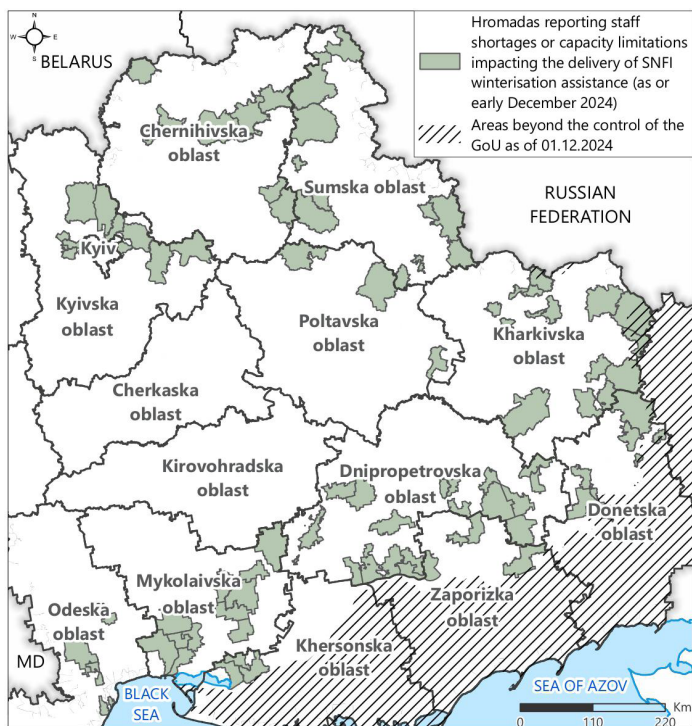 N
W
E
S
BELARUS
Hromadas reporting staff
shortages or capacity limitations
impacting the delivery of SNFI
winterisation assistance (as or
early December 2024)
Areas beyond the control of the
GoU as of 01.12.2024
Chernihivska
oblast
Sumska oblast
RUSSIAN
FEDERATION
Kyiv
Kyivska
oblast
Poltavska
oblast
Kharkivska
oblast
Cherkaska
oblast
Kirovohradska
oblast
Dnipropetrovska
oblast
Donetska
oblast
Mykolaivska
oblast
Odeska
oblast
Zaporizka
oblast
Khersonska
oblast
MD
BLACK
SEA
SEA OF AZOV
Km
0
110
220